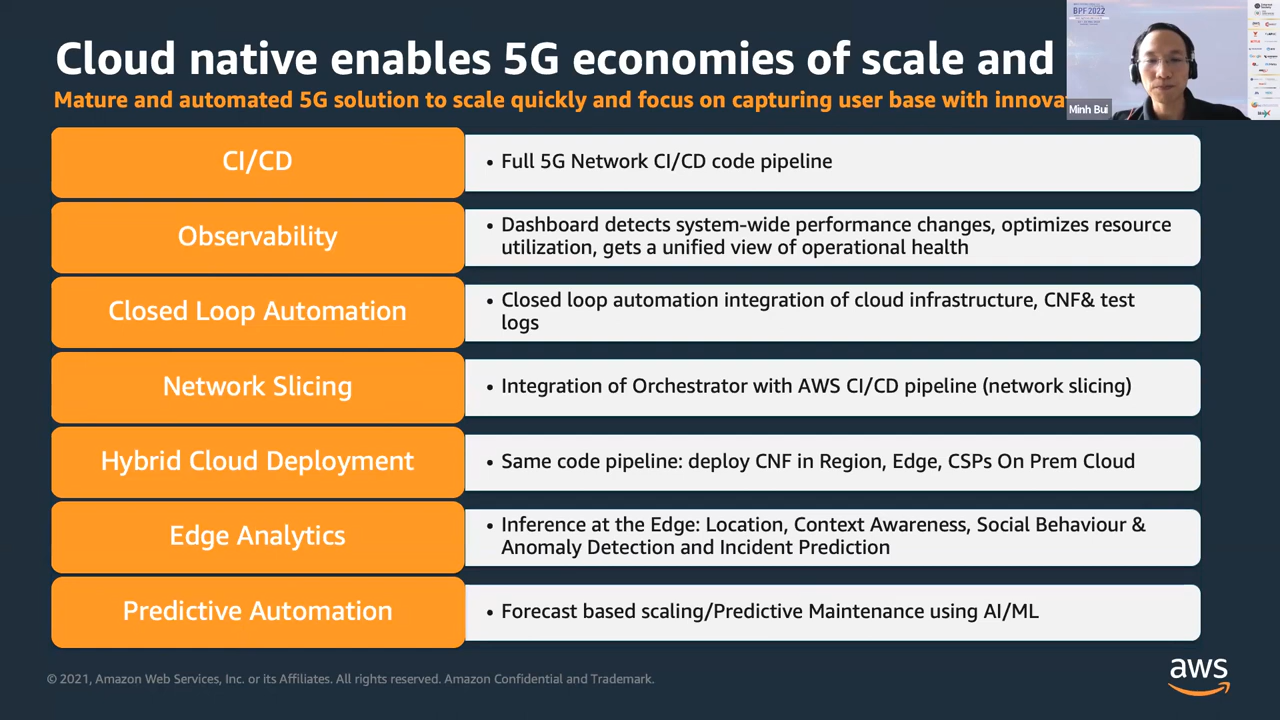 Cloud native enables 5G economies of scale and
Mature and automated 5G solution to scale quickly and focus on capturing user base with innova
BPF 2022
Minh Bui
CI/CD
• Full 5G Network CI/CD code pipeline
Observability
• Dashboard detects system-wide performance changes, optimizes resource
utilization, gets a unified view of operational health
Closed Loop Automation
• Closed loop automation integration of cloud infrastructure, CNF& test
logs
Network Slicing
• Integration of Orchestrator with AWS CI/CD pipeline (network slicing)
Hybrid Cloud Deployment
• Same code pipeline: deploy CNF in Region, Edge, CSPs On Prem Cloud
Edge Analytics
• Inference at the Edge: Location, Context Awareness, Social Behaviour &
Anomaly Detection and Incident Prediction
Predictive Automation
• Forecast based scaling/Predictive Maintenance using AI/ML
© 2021, Amazon Web Services, Inc. or its Affiliates. All rights reserved. Amazon Confidential and Trademark.
aws